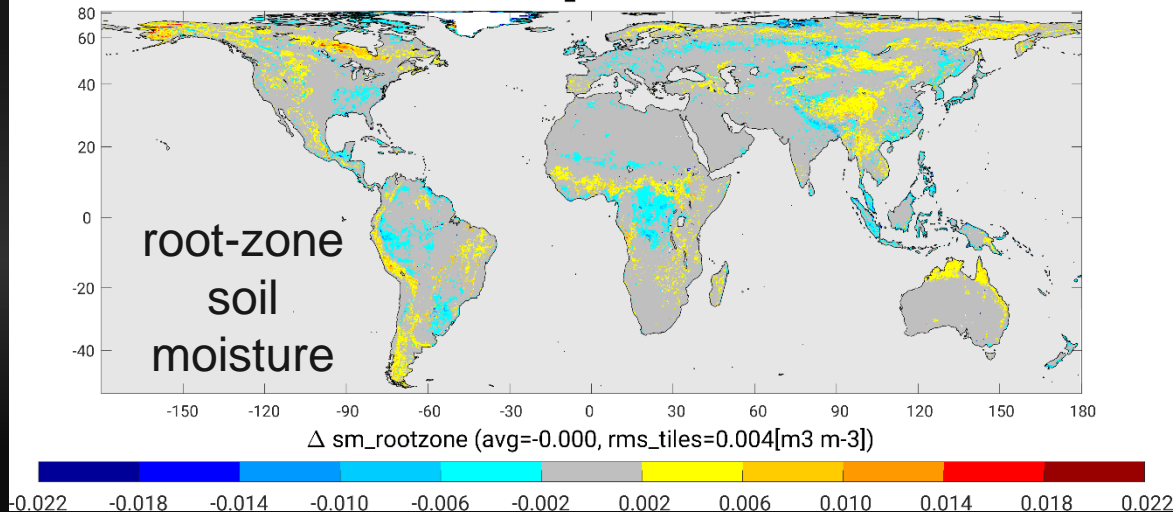 80
60
40
20
0
-20
-40
root-zone
soil
moisture
-150 -120 -90 -60 -30 0 30 60 90 120 150 180
Δ sm_rootzone (avg=-0.000, rms_tiles=0.004[m3 m-3])
-0.022 -0.018 -0.014 -0.010 -0.006 -0.002 0.002 0.006 0.010 0.014 0.018 0.022